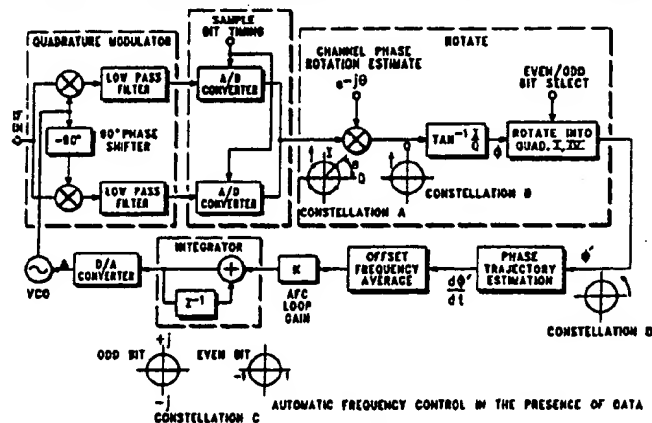 QUADRATURE MODULATOR
SAMPLE
BIT TIMING
ROTATE
LOW PASS
FILTER
A/D
CONVERTER
CHANNEL PHASE
ROTATION ESTIMATE
e-jθ
EVEN/ODD
BIT SELECT
IF
IN
-90°
90° PHASE
SHIFTER
TAN-1 I/Q
ϕ
ROTATE INTO
QUAD. I, IV
I
θ
Q
CONSTELLATION A
CONSTELLATION B
LOW PASS
FILTER
A/D
CONVERTER
INTEGRATOR
VCO
D/A
CONVERTER
+
Z-1
K
AFC
LOOP
GAIN
OFFSET
FREQUENCY
AVERAGE
dϕ'
dt
PHASE
TRAJECTORY
ESTIMATION
ϕ'
CONSTELLATION D
ODD BIT
+j
-j
EVEN BIT
CONSTELLATION C
AUTOMATIC FREQUENCY CONTROL IN THE PRESENCE OF DATA